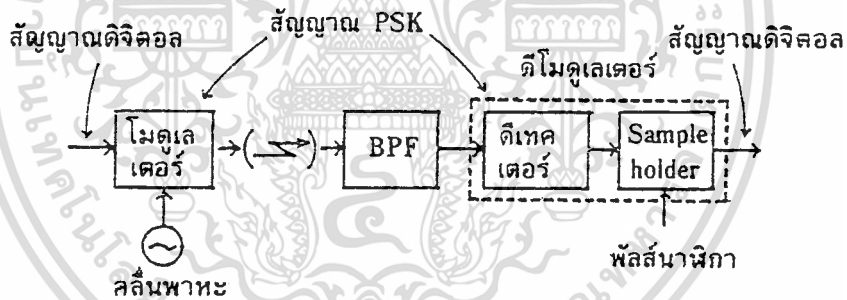 สัญญาณดิจิตอล
สัญญาณ PSK
สัญญาณดิจิตอล
ดีโมดูเลเตอร์
โมดูเล
เตอร์
BPF
ดีเทค
เตอร์
Sample
holder
คลื่นพาหะ
พัลส์นาฬิกา